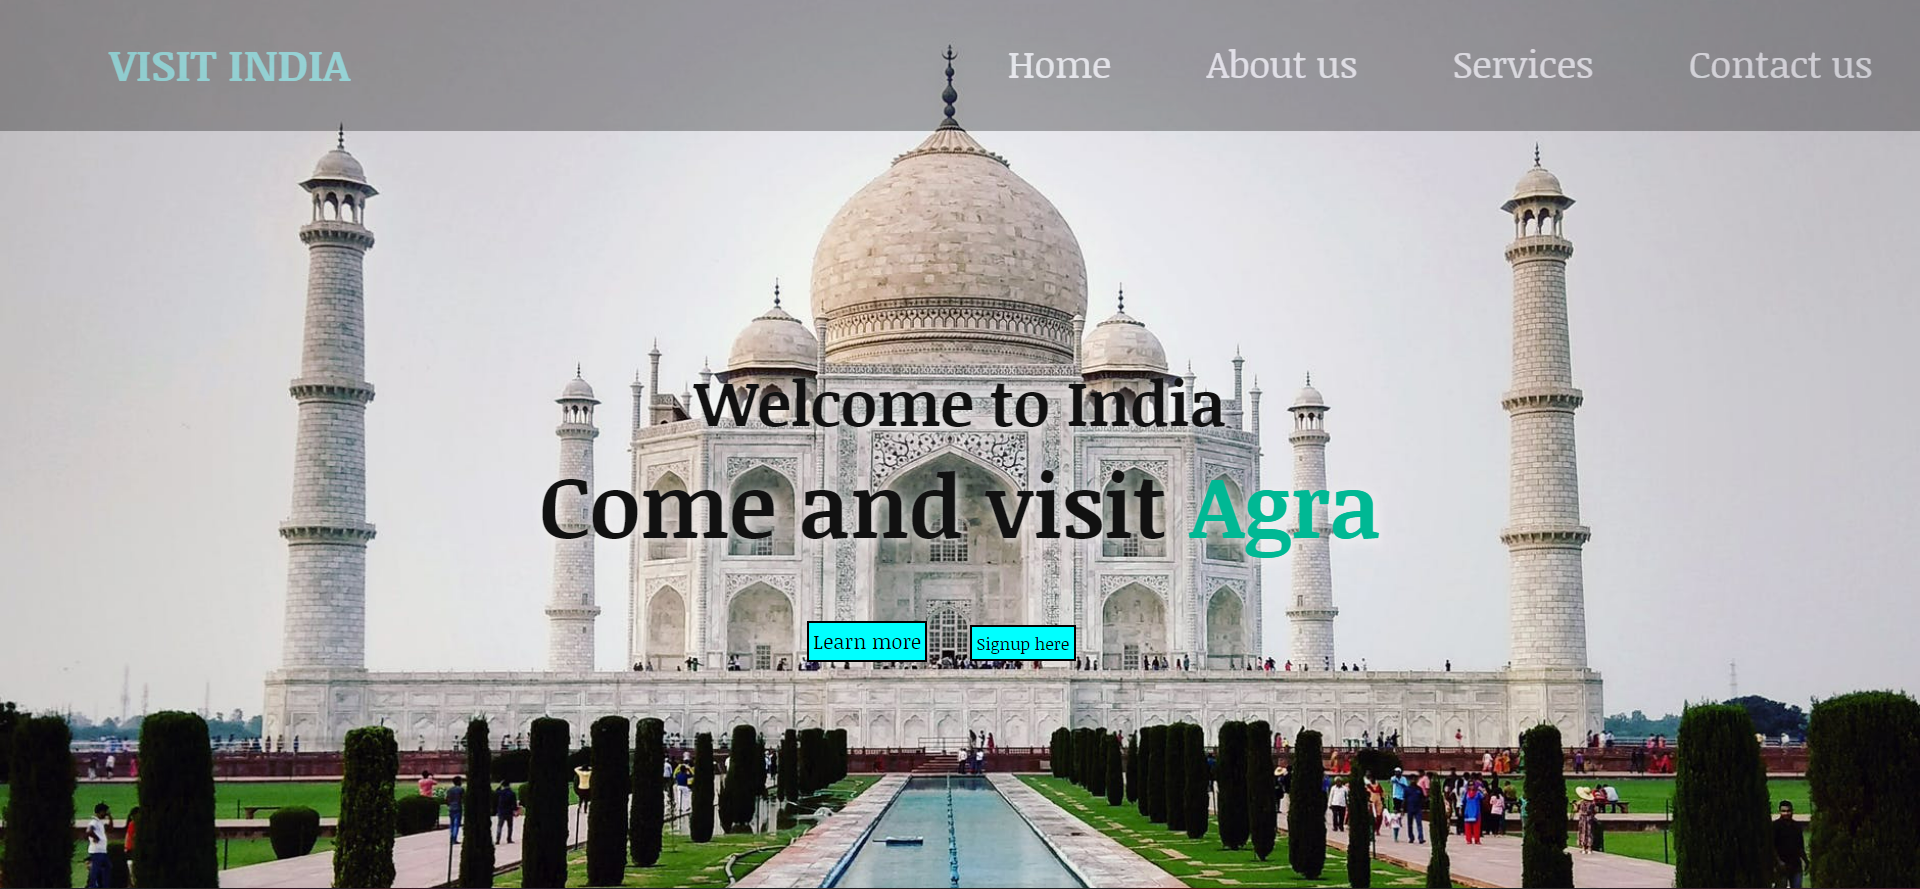 VISIT INDIA
Home About us Services Contact us
Welcome to India
Come and visit Agra
Learn more Signup here